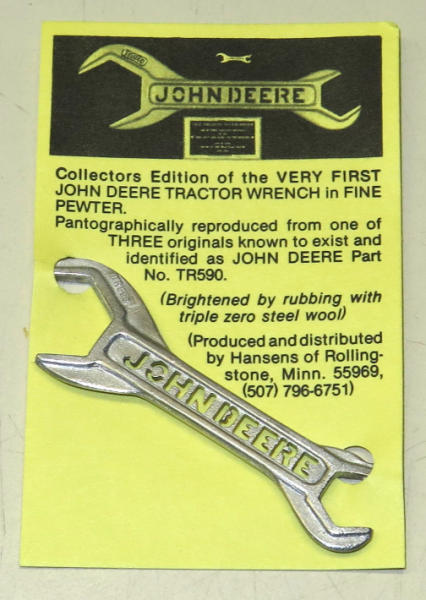 JOHN DEERE
Collectors Edition of the VERY FIRST
JOHN DEERE TRACTOR WRENCH in FINE
PEWTER.
Pantographically reproduced from one of
THREE originals known to exist and
identified as JOHN DEERE Part
No. TR590.
(Brightened by rubbing with
triple zero steel wool)
(Produced and distributed
by Hansens of Rolling-
stone, Minn. 55969,
(507) 796-6751)
JOHN DEERE